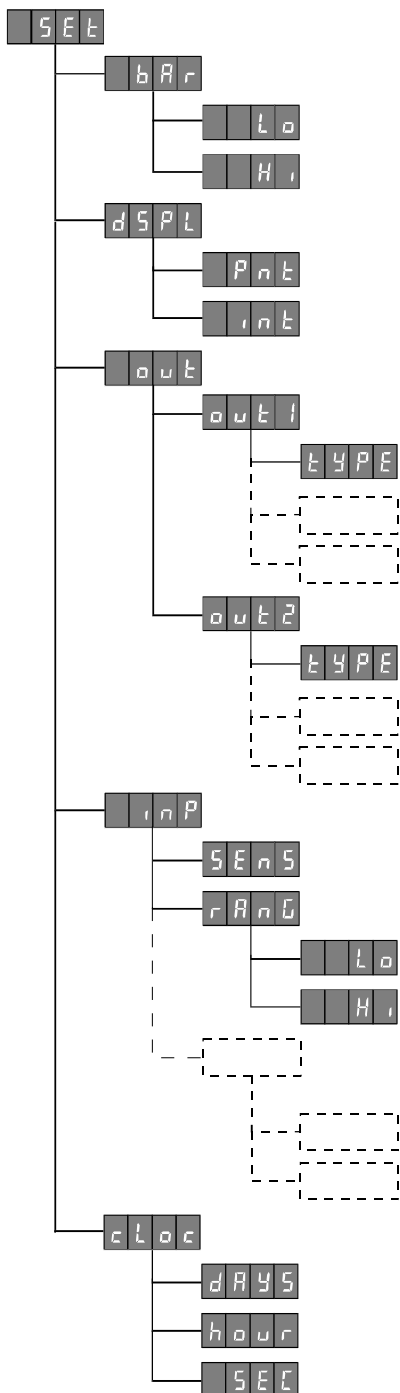 SEt
bAr
Lo
Hi
dSPL
Pnt
int
out
out1
tYPE
out2
tYPE
inP
SEnS
rAnG
Lo
Hi
cLoc
dAYS
hour
SEC